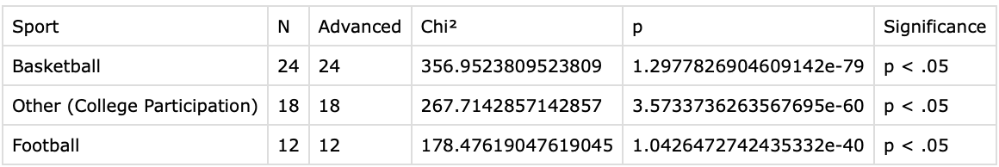 Sport N Advanced Chi² p Significance
Basketball 24 24 356.9523809523809 1.2977826904609142e-79 p < .05
Other (College Participation) 18 18 267.7142857142857 3.5733736263567695e-60 p < .05
Football 12 12 178.47619047619045 1.0426472742435332e-40 p < .05